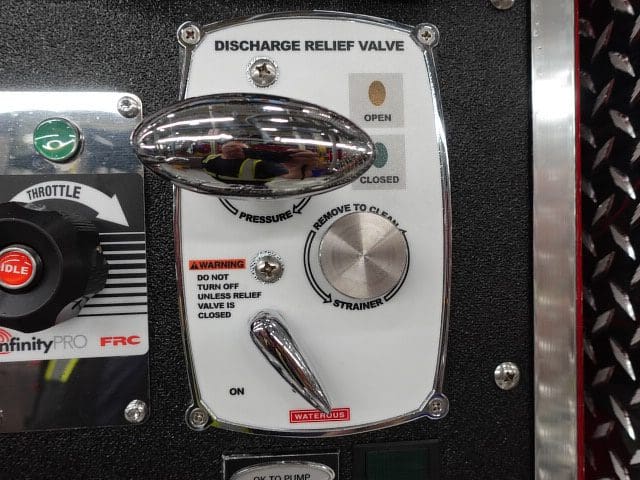 DISCHARGE RELIEF VALVE
OPEN
CLOSED
PRESSURE
REMOVE TO CLEAN
STRAINER
WARNING
DO NOT
TURN OFF
UNLESS RELIEF
VALVE IS
CLOSED
ON
WATEROUS
THROTTLE
IDLE
nfinityPRO
FRC
OK TO PUMP